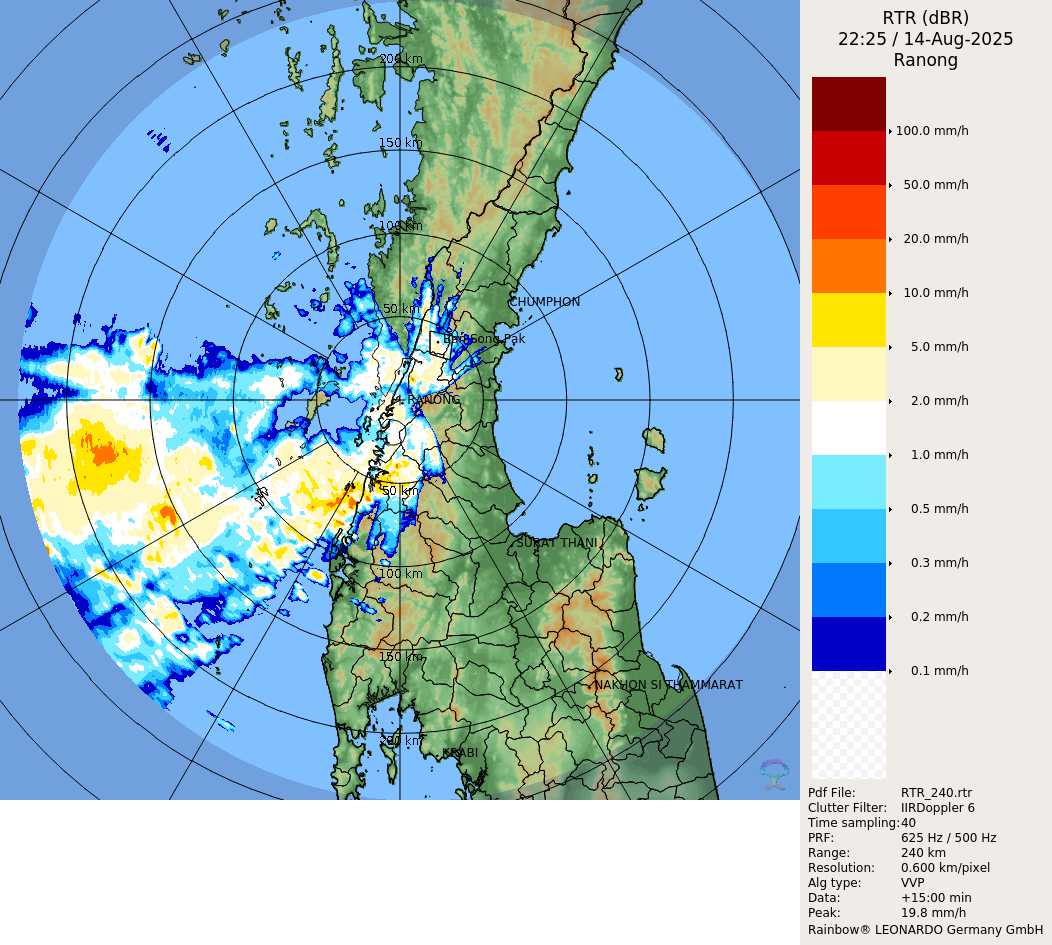 RTR (dBR)
22:25 / 14-Aug-2025
Ranong
200 km
150 km
100.0 mm/h
50.0 mm/h
100 km
20.0 mm/h
10.0 mm/h
CHUMPHON
50 km
Ban Song Pak
5.0 mm/h
RANONG
2.0 mm/h
1.0 mm/h
50 km
0.5 mm/h
SURAT THANI
0.3 mm/h
100 km
0.2 mm/h
150 km
0.1 mm/h
NAKHON SI THAMMARAT
200 km
KRABI
Pdf File: RTR_240.rtr
Clutter Filter: IIRDoppler 6
Time sampling: 40
PRF: 625 Hz / 500 Hz
Range: 240 km
Resolution: 0.600 km/pixel
Alg type: VVP
Data: +15:00 min
Peak: 19.8 mm/h
Rainbow® LEONARDO Germany GmbH